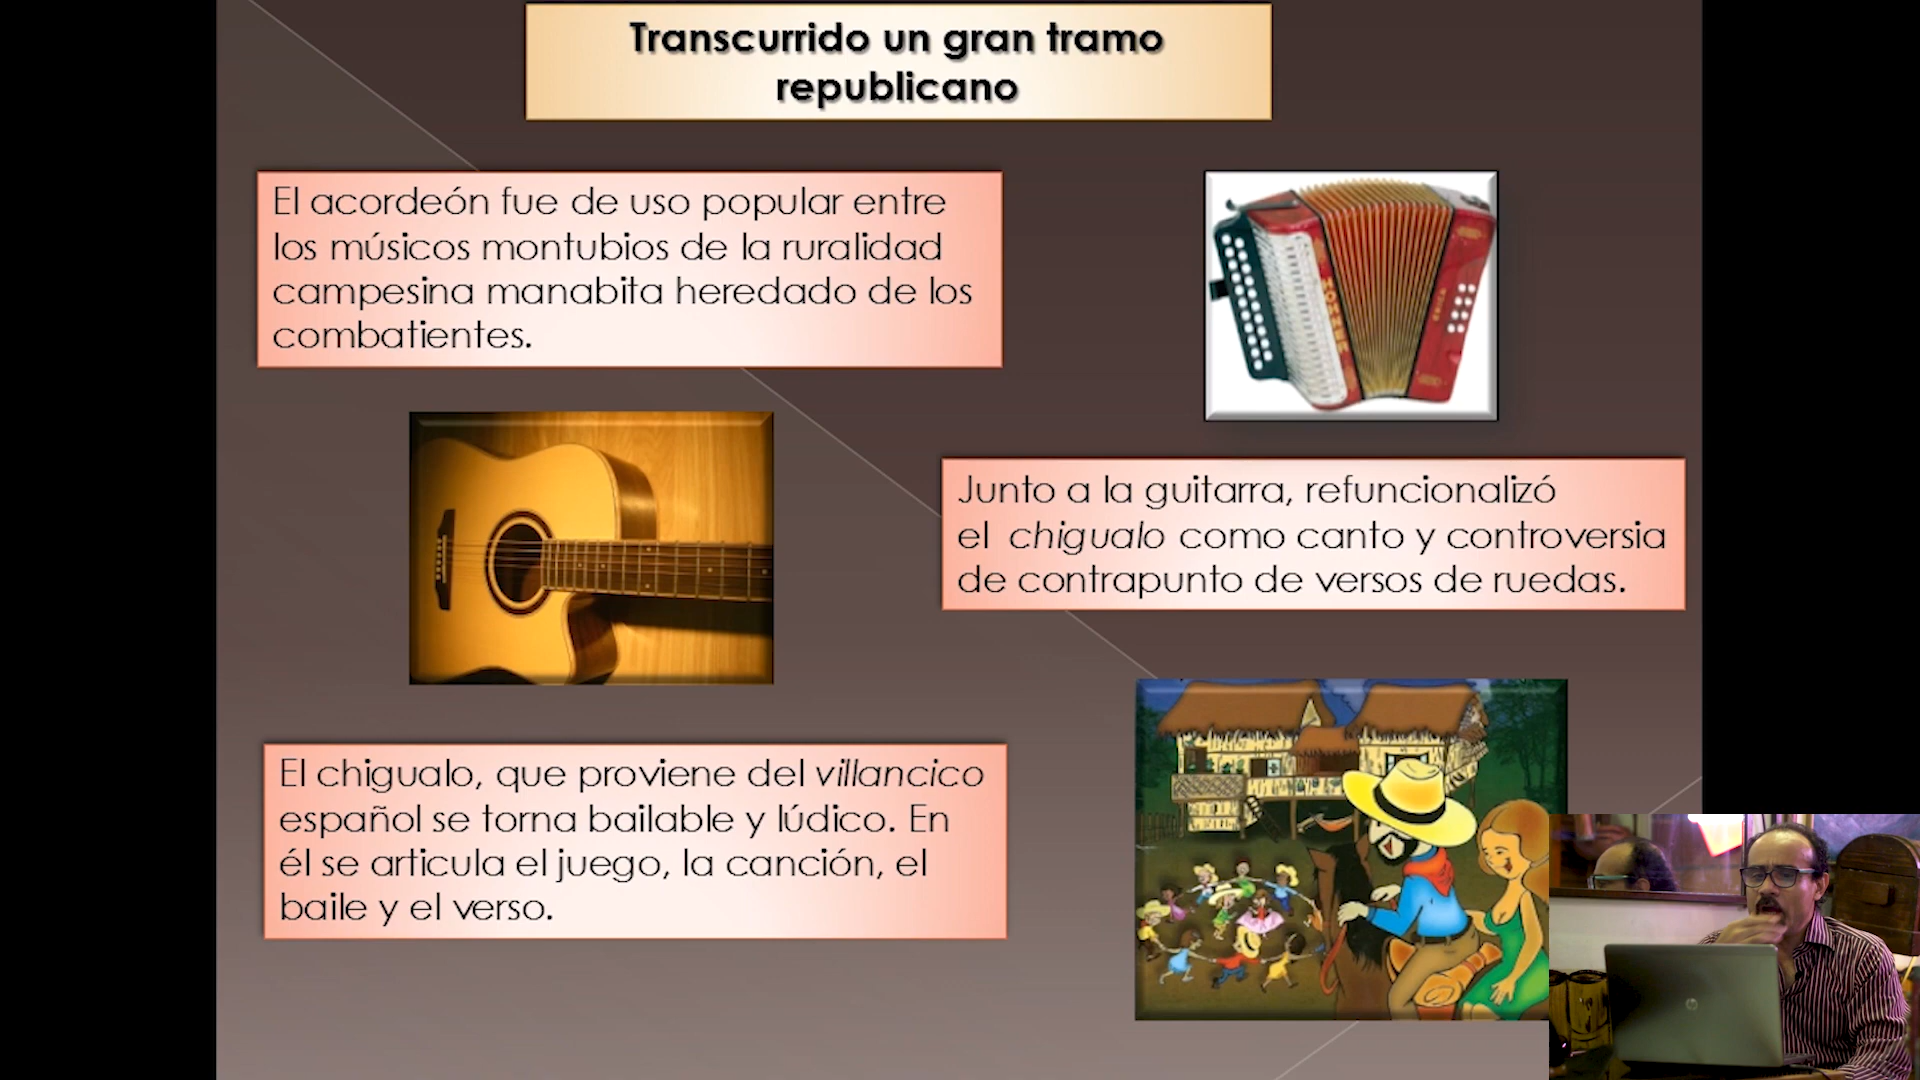 Transcurrido un gran tramo
republicano
El acordeón fue de uso popular entre
los músicos montubios de la ruralidad
campesina manabita heredado de los
combatientes.
Junto a la guitarra, refuncionalizó
el chigualo como canto y controversia
de contrapunto de versos de ruedas.
El chigualo, que proviene del villancico
español se torna bailable y lúdico. En
él se articula el juego, la canción, el
baile y el verso.